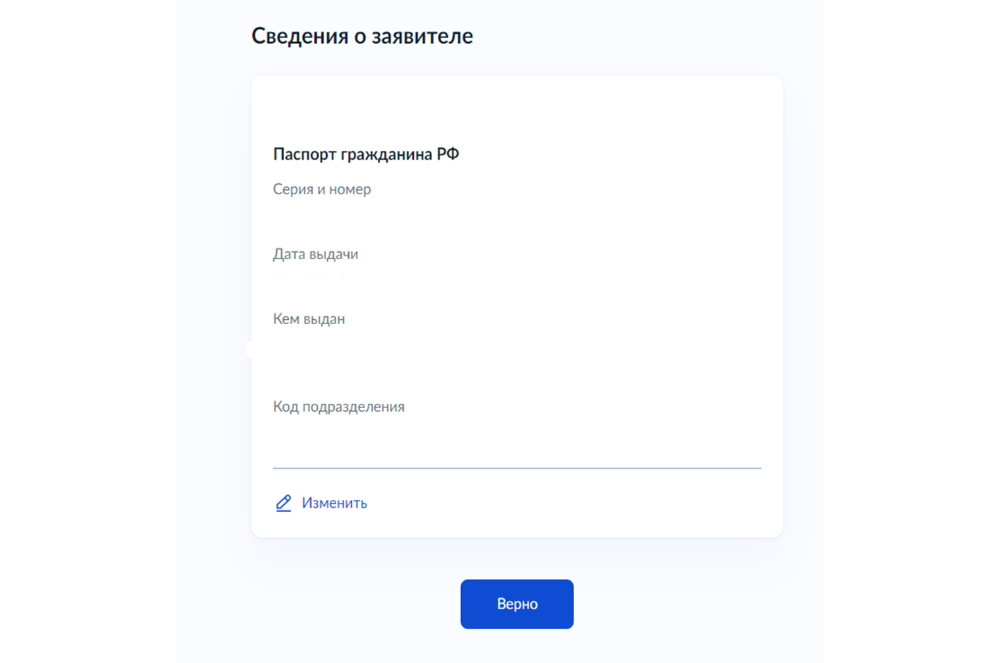 Сведения о заявителе
Паспорт гражданина РФ
Серия и номер
Дата выдачи
Кем выдан
Код подразделения
Изменить
Верно